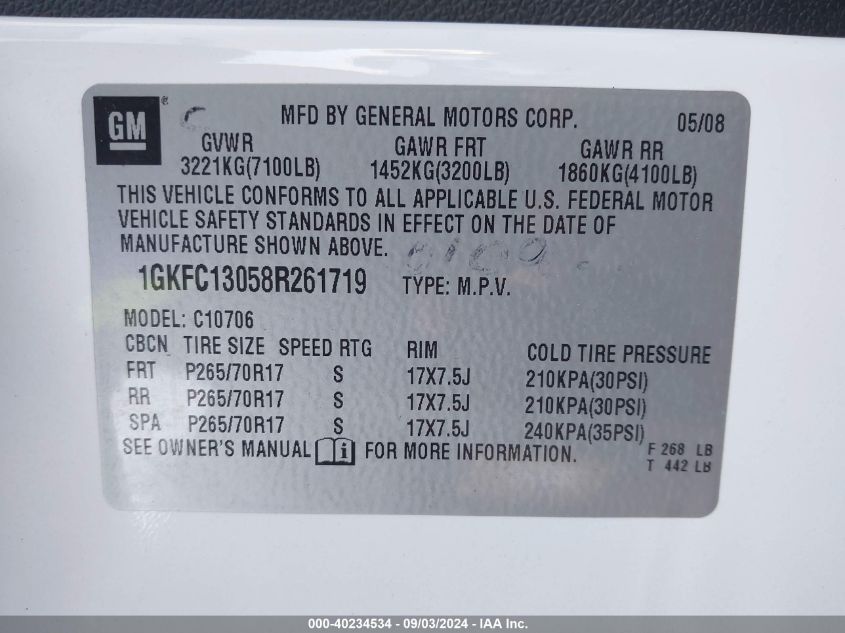 GM ® MFD BY GENERAL MOTORS CORP. 05/08
GVWR GAWR FRT GAWR RR
3221KG(7100LB) 1452KG(3200LB) 1860KG(4100LB)
THIS VEHICLE CONFORMS TO ALL APPLICABLE U.S. FEDERAL MOTOR
VEHICLE SAFETY STANDARDS IN EFFECT ON THE DATE OF
MANUFACTURE SHOWN ABOVE.
1GKFC13058R261719 TYPE: M.P.V.
MODEL: C10706
CBCN TIRE SIZE SPEED RTG RIM COLD TIRE PRESSURE
FRT P265/70R17 S 17X7.5J 210KPA(30PSI)
RR P265/70R17 S 17X7.5J 210KPA(30PSI)
SPA P265/70R17 S 17X7.5J 240KPA(35PSI)
SEE OWNER'S MANUAL i FOR MORE INFORMATION. F 268 LB
T 442 LB
000-40234534 - 09/03/2024 - IAA Inc.